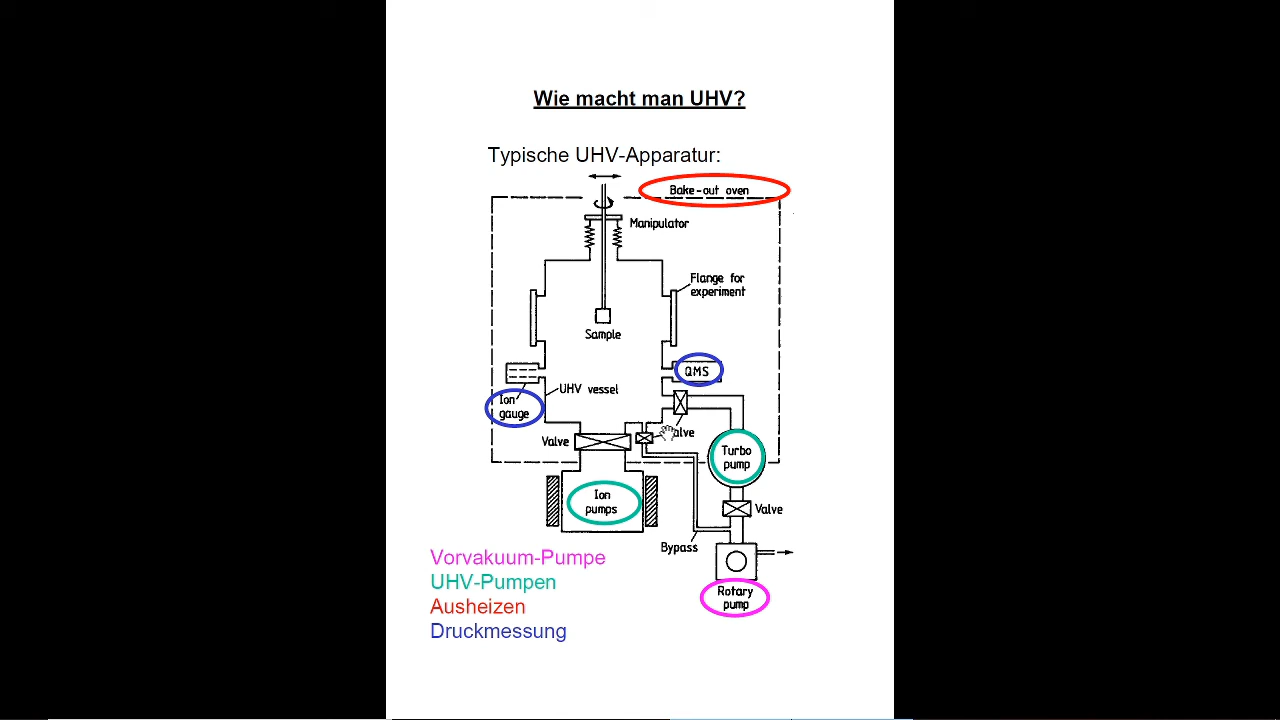 Wie macht man UHV?
Typische UHV-Apparatur:
Bake-out oven
Manipulator
Flange for
experiment
Sample
QMS
UHV vessel
Ion
gauge
Valve
Turbo
pump
Ion
pumps
Valve
Bypass
Rotary
pump
Vorvakuum-Pumpe
UHV-Pumpen
Ausheizen
Druckmessung